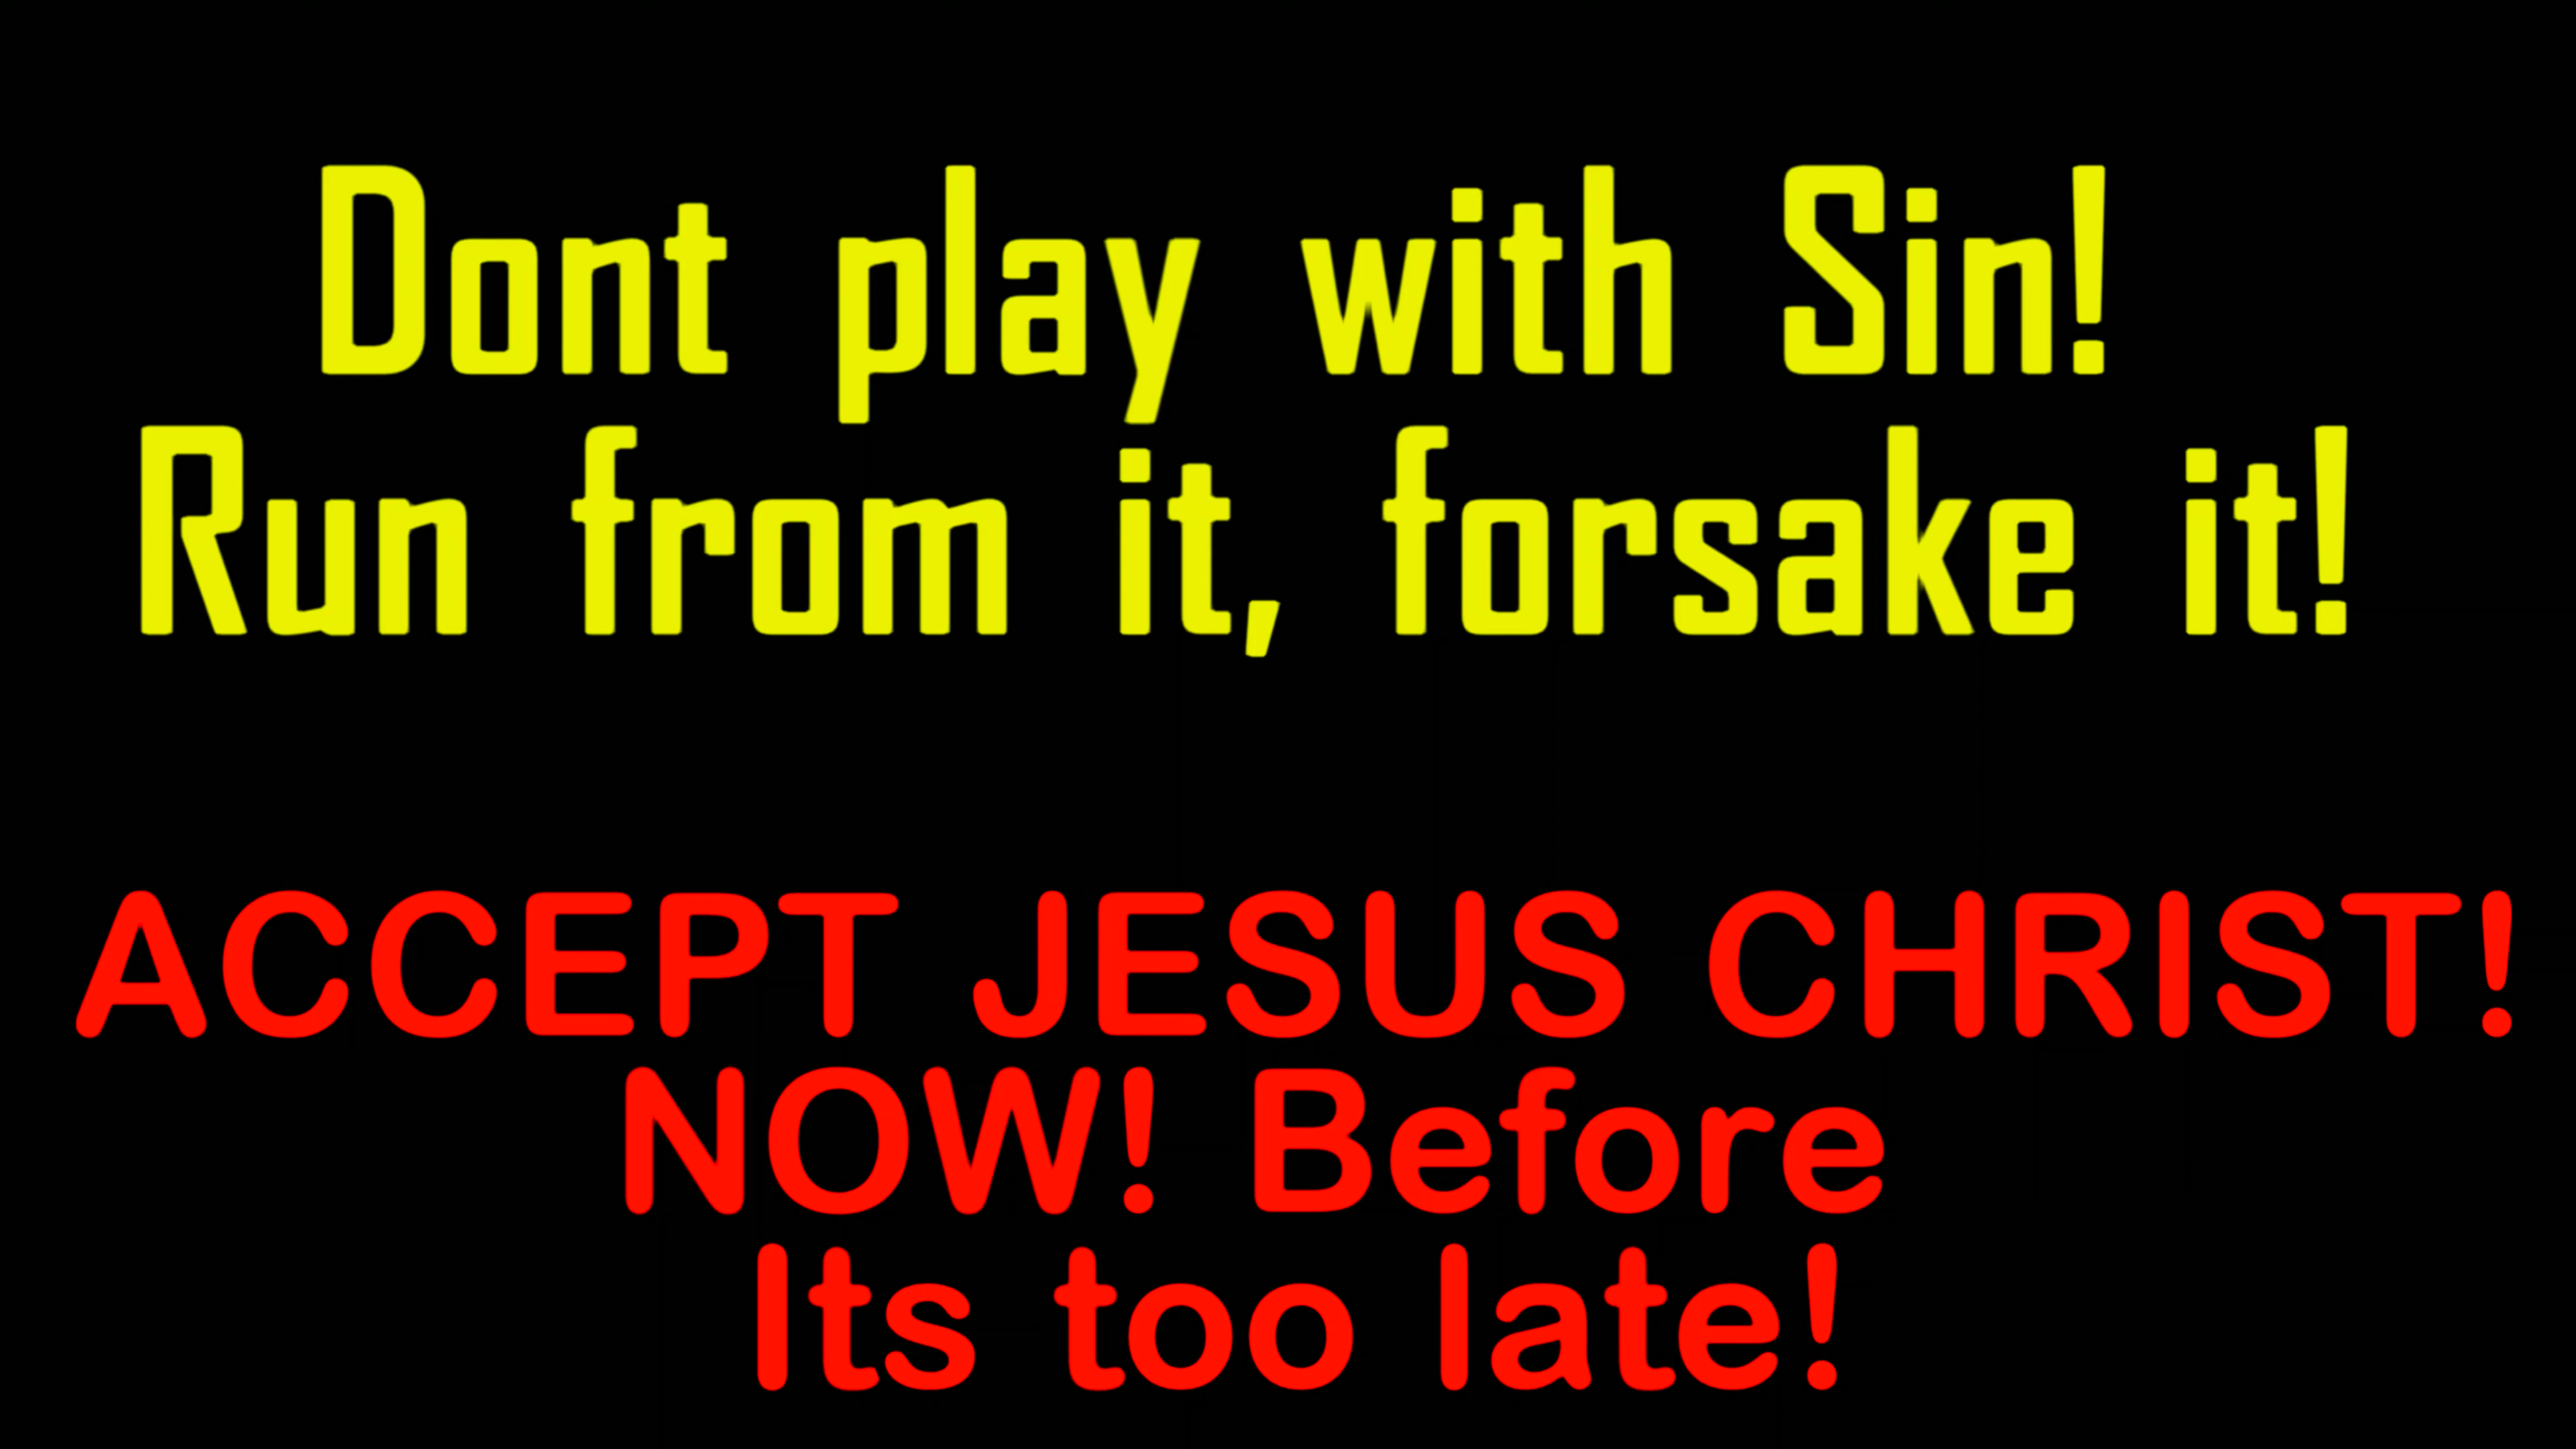 Dont play with Sin!
Run from it, forsake it!
ACCEPT JESUS CHRIST!
NOW! Before
Its too late!